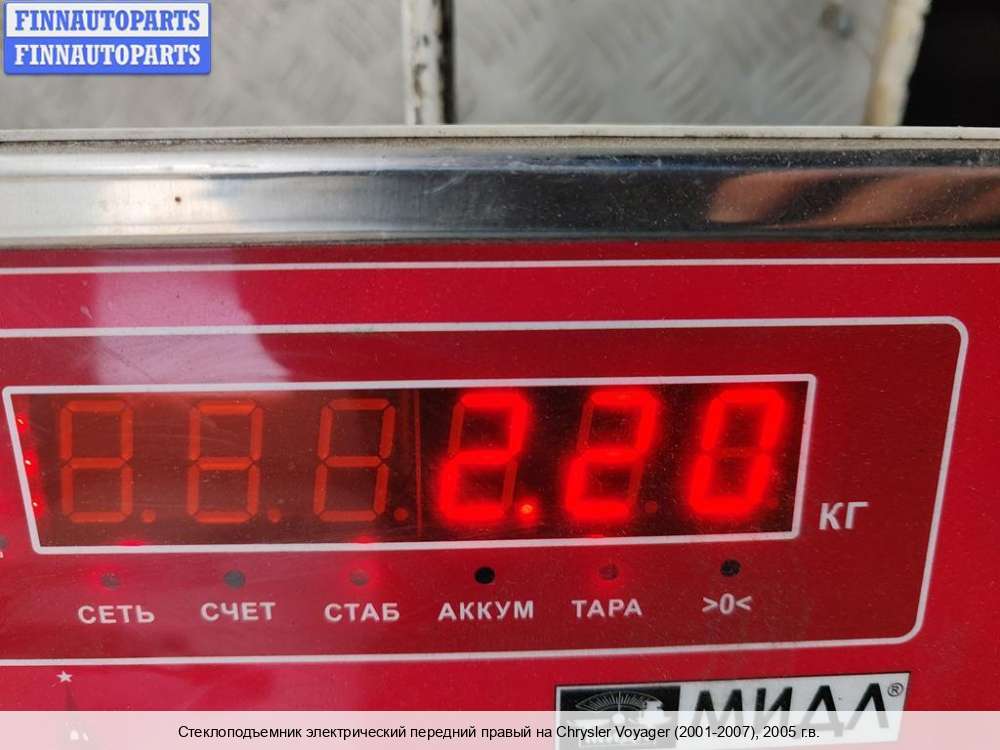 FINNAUTOPARTS
FINNAUTOPARTS
2.20 КГ
СЕТЬ СЧЕТ СТАБ АККУМ ТАРА >0<
МИДЛ®
Стеклоподъемник электрический передний правый на Chrysler Voyager (2001-2007), 2005 г.в.